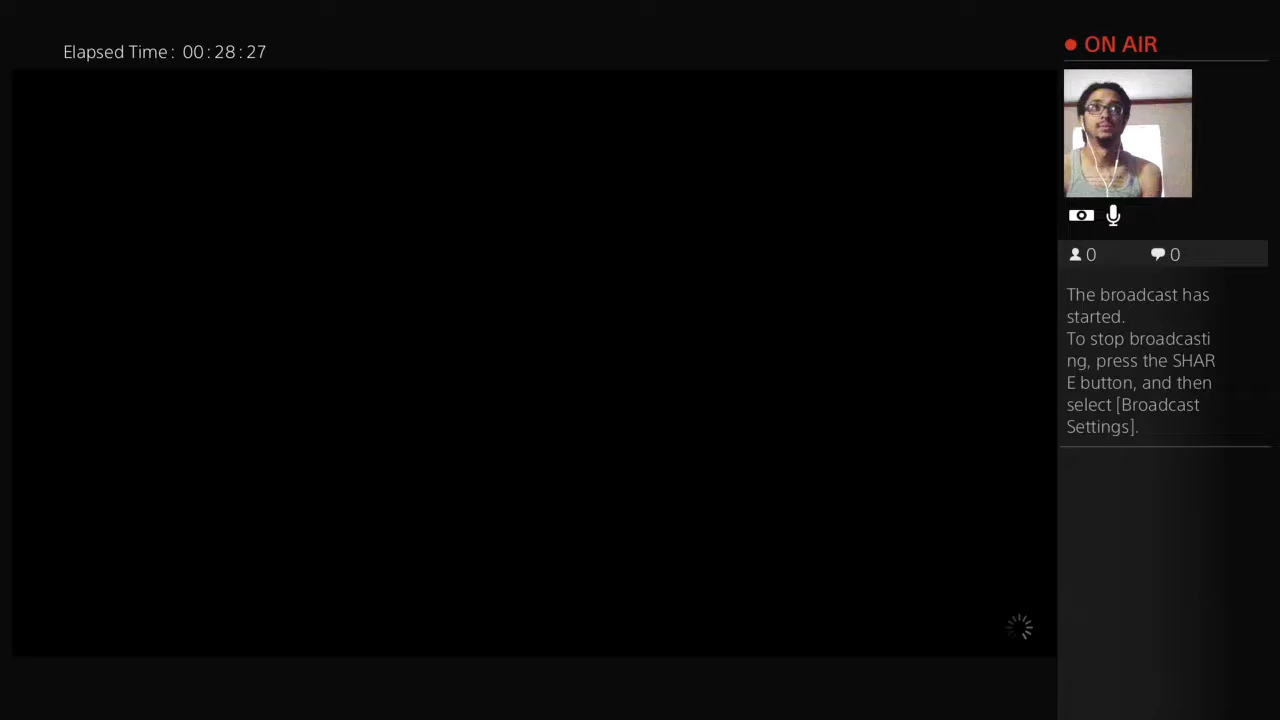 Elapsed Time: 00:28:27
ON AIR
0 0
The broadcast has
started.
To stop broadcasti
ng, press the SHAR
E button, and then
select [Broadcast
Settings].